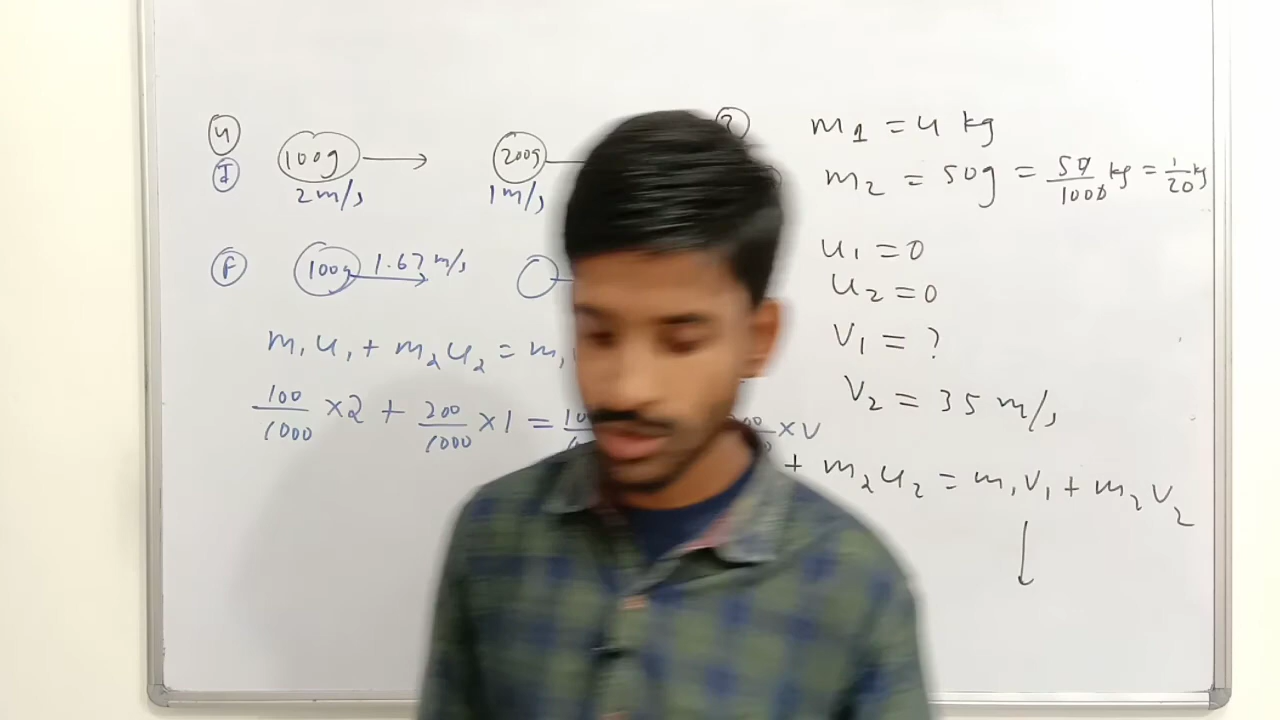 4
100g
200g
I
2m/s
1m/s
F
100g 1.67 m/s
m₁u₁ + m₂u₂ = m₁
100/1000 ×2 + 200/1000 ×1 =
×v
m₁ = 4 kg
m₂ = 50g = 50/1000 kg = 1/20 kg
u₁ = 0
u₂ = 0
v₁ = ?
v₂ = 35 m/s
+ m₂u₂ = m₁v₁ + m₂v₂